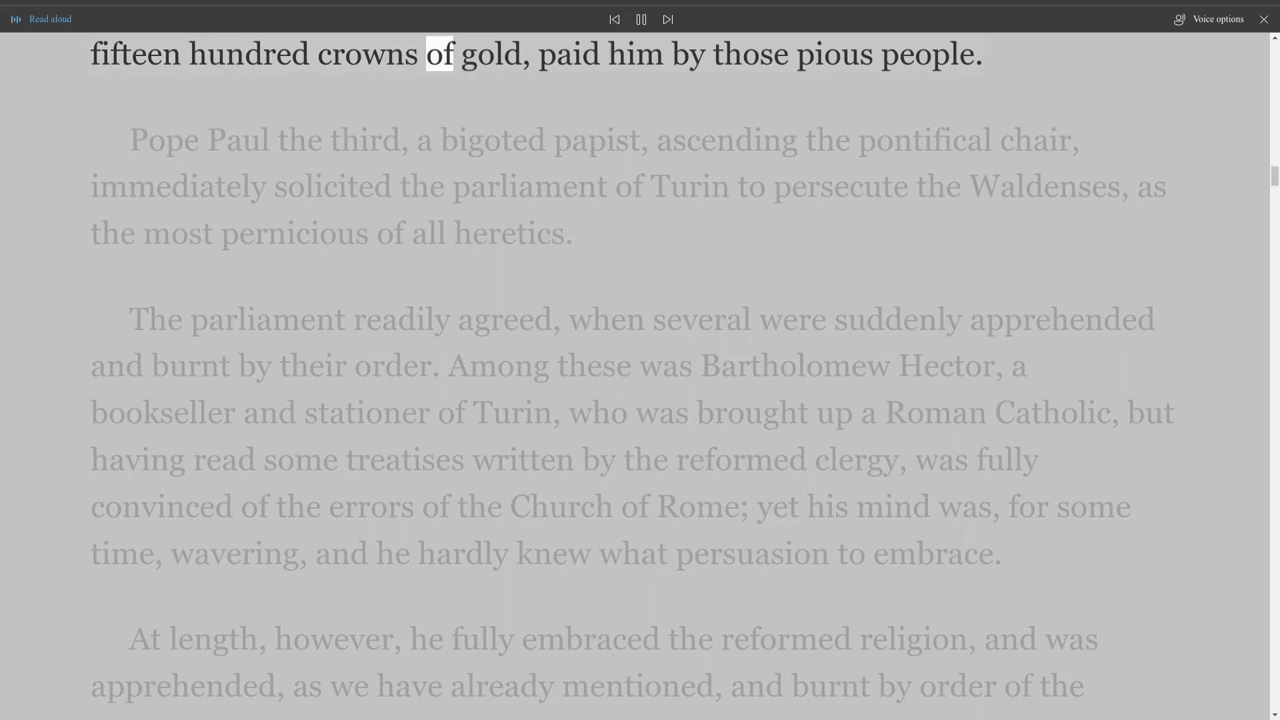 Read aloud
Voice options
fifteen hundred crowns of gold, paid him by those pious people.
Pope Paul the third, a bigoted papist, ascending the pontifical chair,
immediately solicited the parliament of Turin to persecute the Waldenses, as
the most pernicious of all heretics.
The parliament readily agreed, when several were suddenly apprehended
and burnt by their order. Among these was Bartholomew Hector, a
bookseller and stationer of Turin, who was brought up a Roman Catholic, but
having read some treatises written by the reformed clergy, was fully
convinced of the errors of the Church of Rome; yet his mind was, for some
time, wavering, and he hardly knew what persuasion to embrace.
At length, however, he fully embraced the reformed religion, and was
apprehended, as we have already mentioned, and burnt by order of the